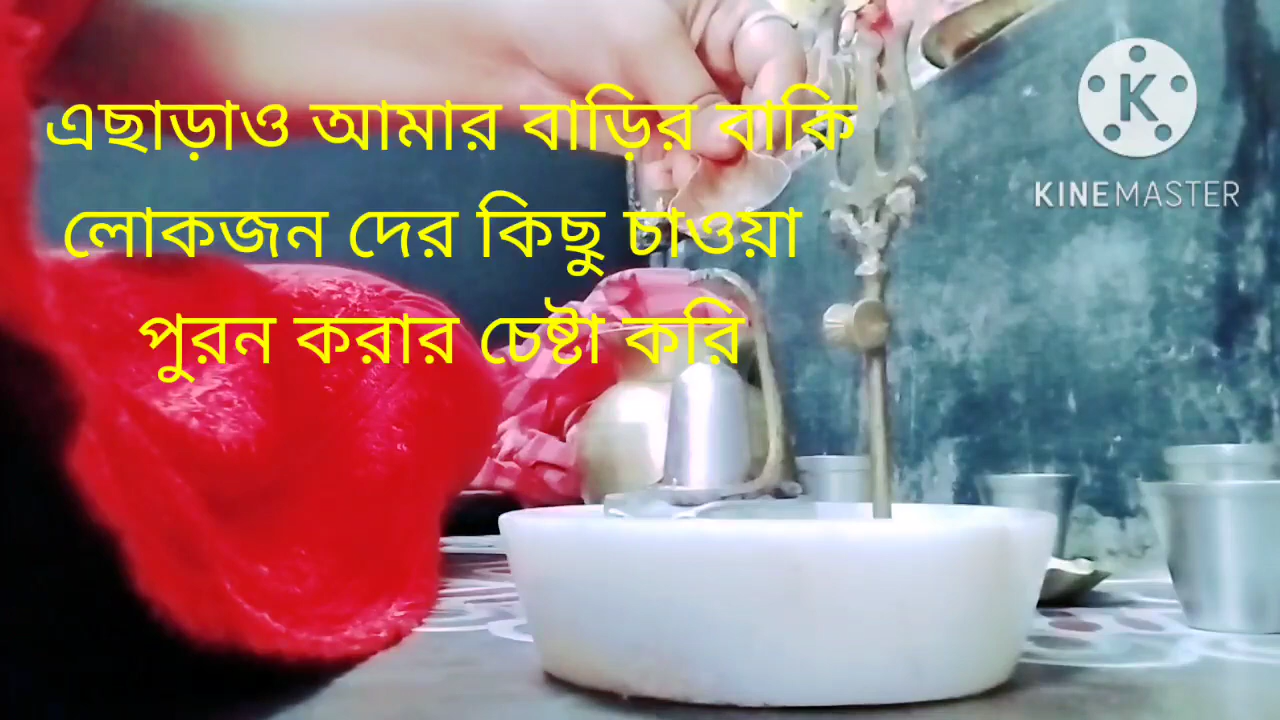 এছাড়াও আমার বাড়ির বাকি
লোকজন দের কিছু চাওয়া
পুরন করার চেষ্টা করি
K
KINEMASTER